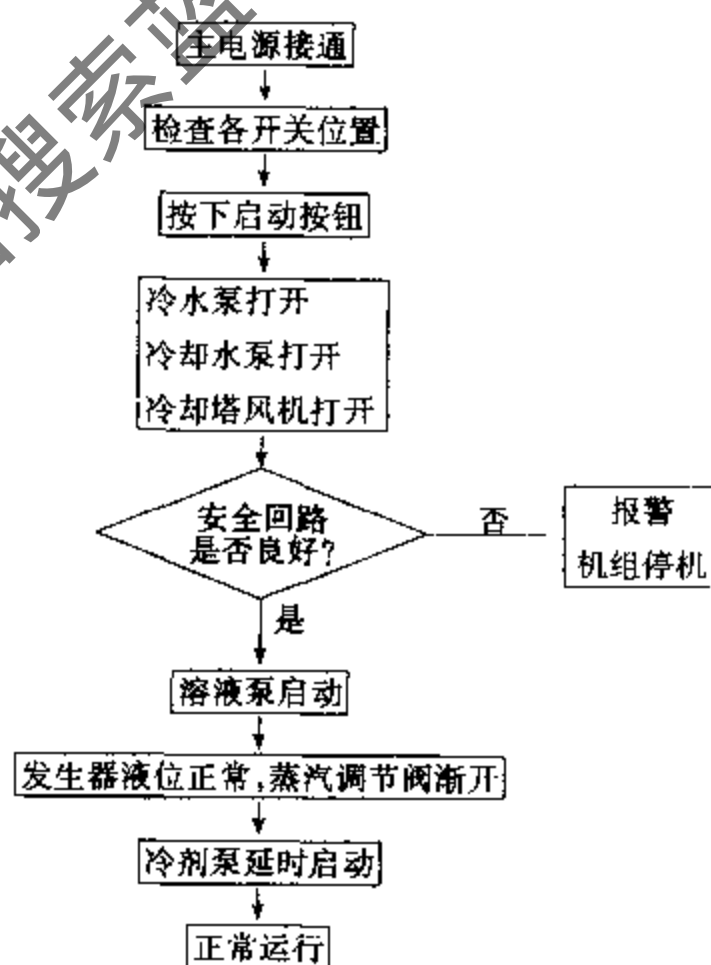 主电源接通
检查各开关位置
按下启动按钮
冷水泵打开
冷却水泵打开
冷却塔风机打开
安全回路
是否良好?
否
报警
机组停机
是
溶液泵启动
发生器液位正常,蒸汽调节阀渐开
冷剂泵延时启动
正常运行
搜索